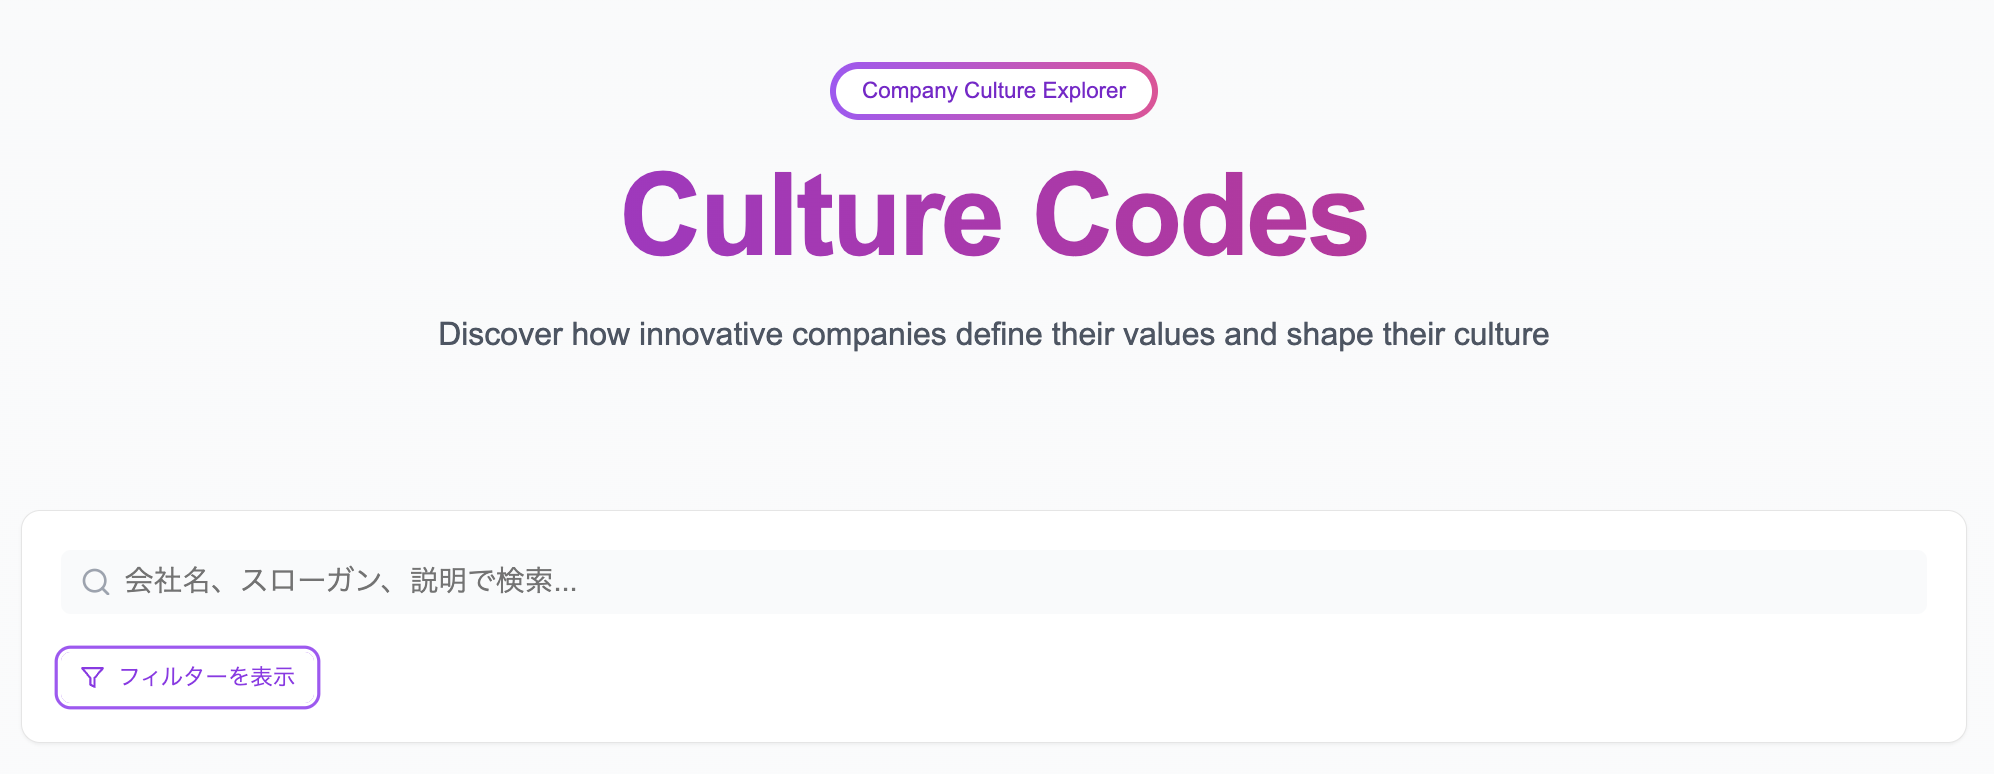 Company Culture Explorer
Culture Codes
Discover how innovative companies define their values and shape their culture
会社名、スローガン、説明で検索...
フィルターを表示